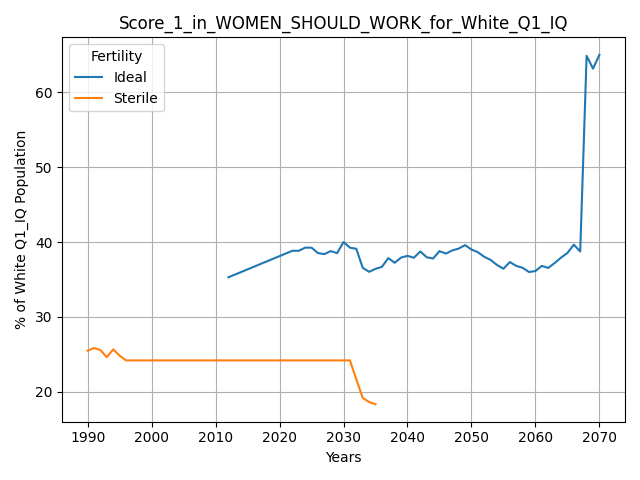 Score_1_in_WOMEN_SHOULD_WORK_for_White_Q1_IQ
Fertility
Ideal
Sterile
% of White Q1_IQ Population
60
50
40
30
20
1990 2000 2010 2020 2030 2040 2050 2060 2070
Years